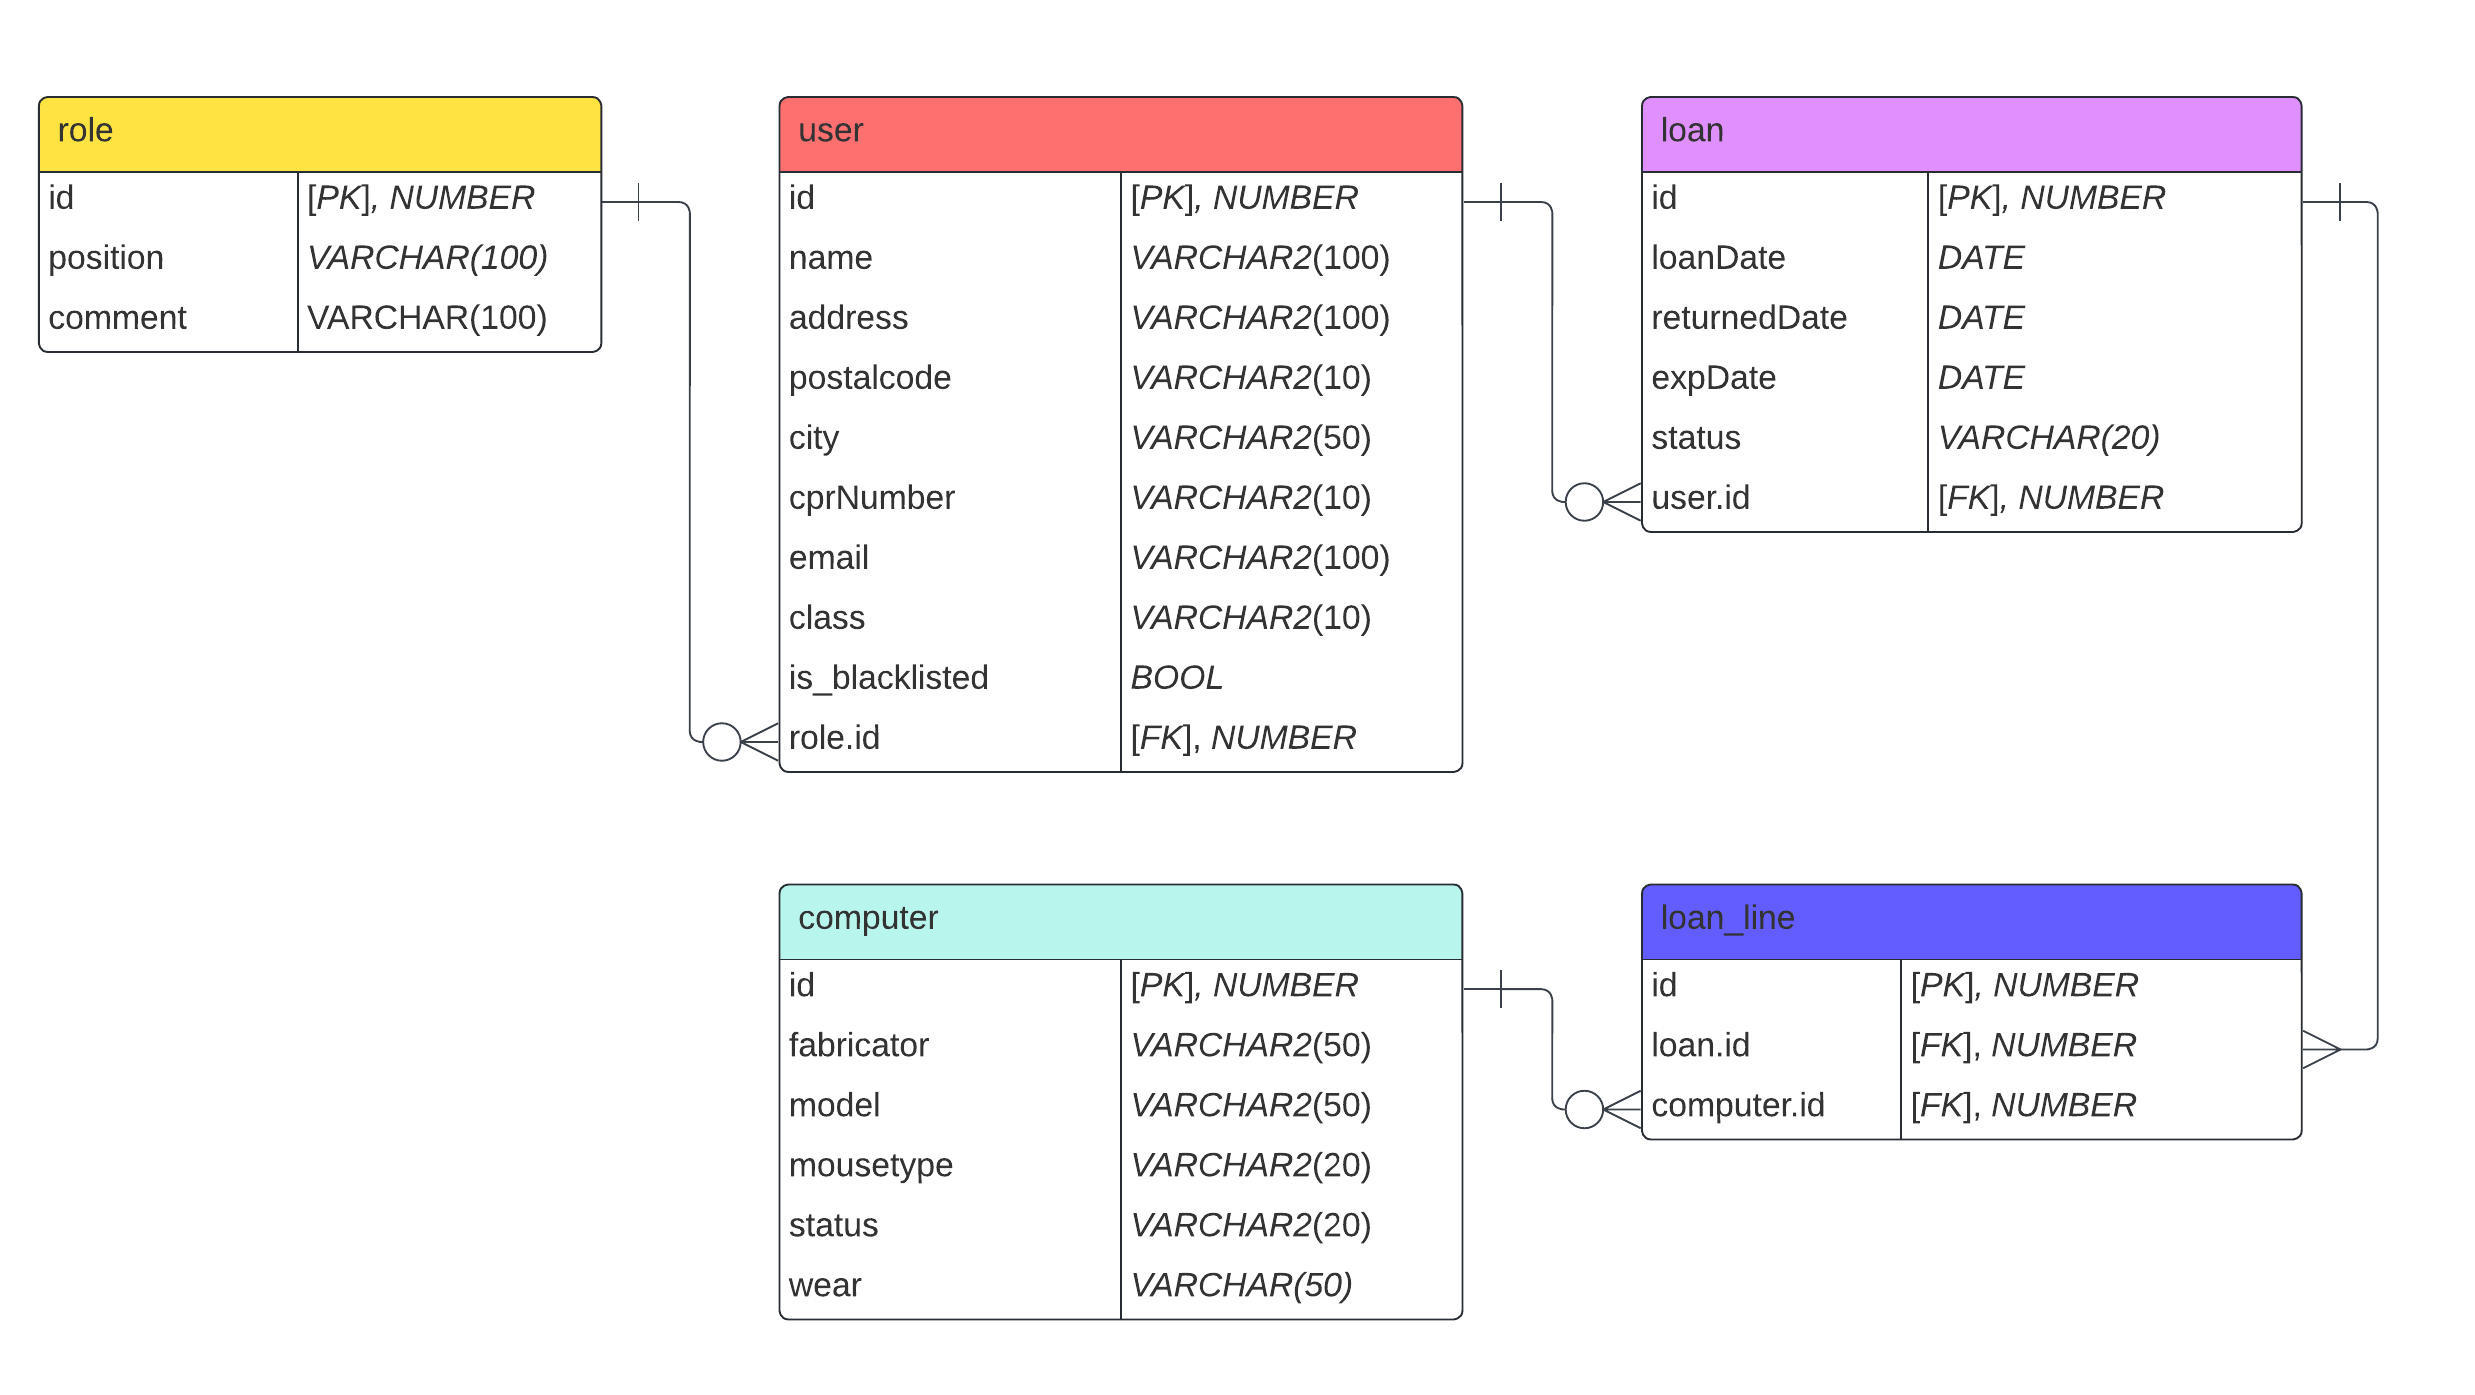 role
id [PK], NUMBER
position VARCHAR(100)
comment VARCHAR(100)
user
id [PK], NUMBER
name VARCHAR2(100)
address VARCHAR2(100)
postalcode VARCHAR2(10)
city VARCHAR2(50)
cprNumber VARCHAR2(10)
email VARCHAR2(100)
class VARCHAR2(10)
is_blacklisted BOOL
role.id [FK], NUMBER
loan
id [PK], NUMBER
loanDate DATE
returnedDate DATE
expDate DATE
status VARCHAR(20)
user.id [FK], NUMBER
computer
id [PK], NUMBER
fabricator VARCHAR2(50)
model VARCHAR2(50)
mousetype VARCHAR2(20)
status VARCHAR2(20)
wear VARCHAR(50)
loan_line
id [PK], NUMBER
loan.id [FK], NUMBER
computer.id [FK], NUMBER